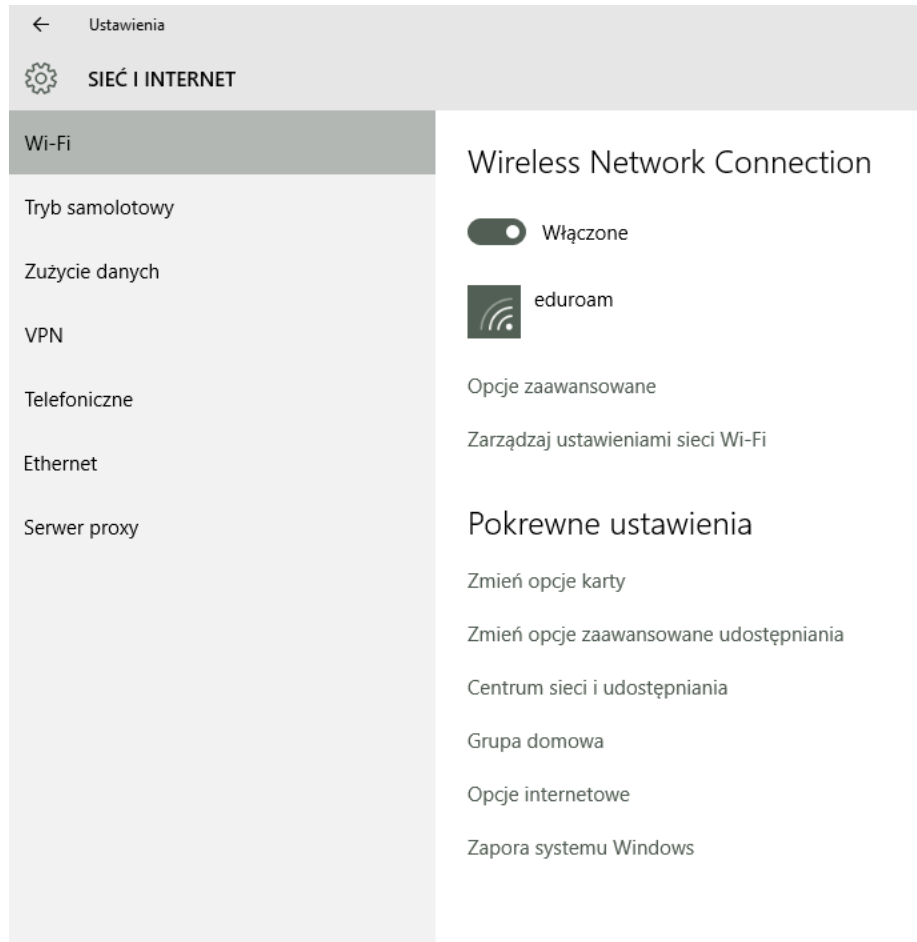 Ustawienia
SIEĆ I INTERNET
Wi-Fi
Tryb samolotowy
Zużycie danych
VPN
Telefoniczne
Ethernet
Serwer proxy
Wireless Network Connection
Włączone
eduroam
Opcje zaawansowane
Zarządzaj ustawieniami sieci Wi-Fi
Pokrewne ustawienia
Zmień opcje karty
Zmień opcje zaawansowane udostępniania
Centrum sieci i udostępniania
Grupa domowa
Opcje internetowe
Zapora systemu Windows